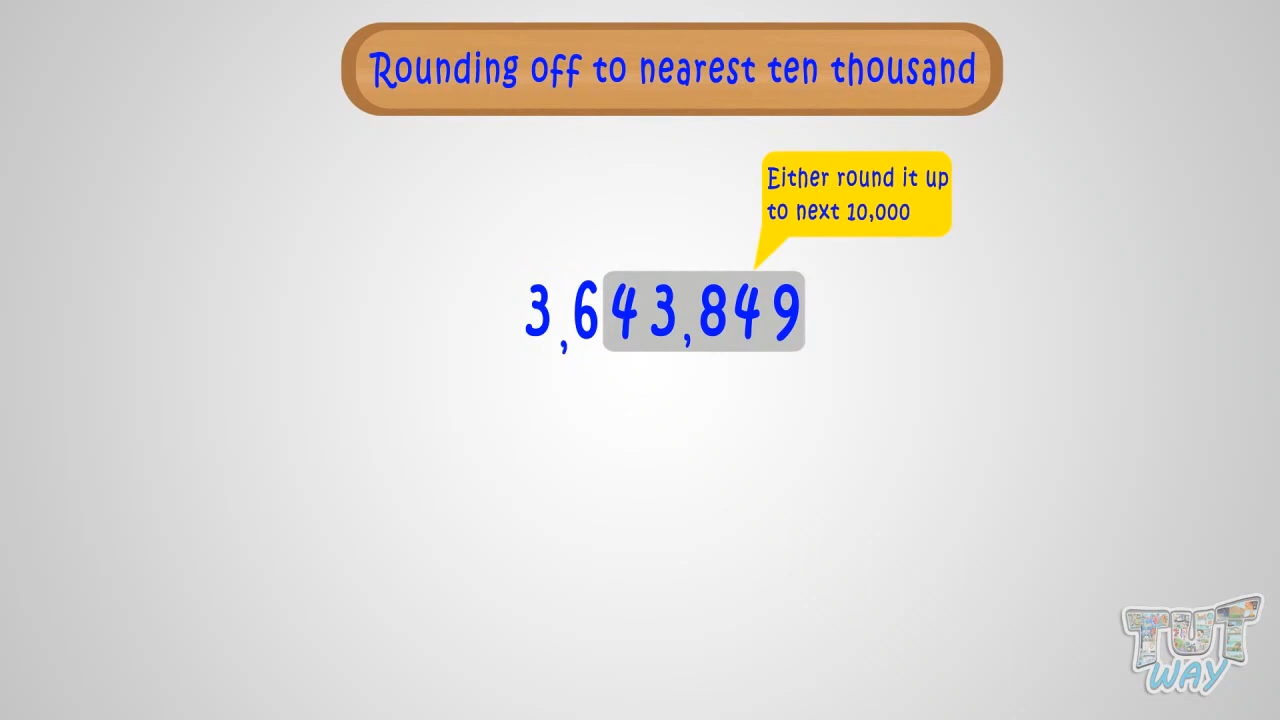 Rounding off to nearest ten thousand
Either round it up
to next 10,000
3,643,849
TUT
WAY